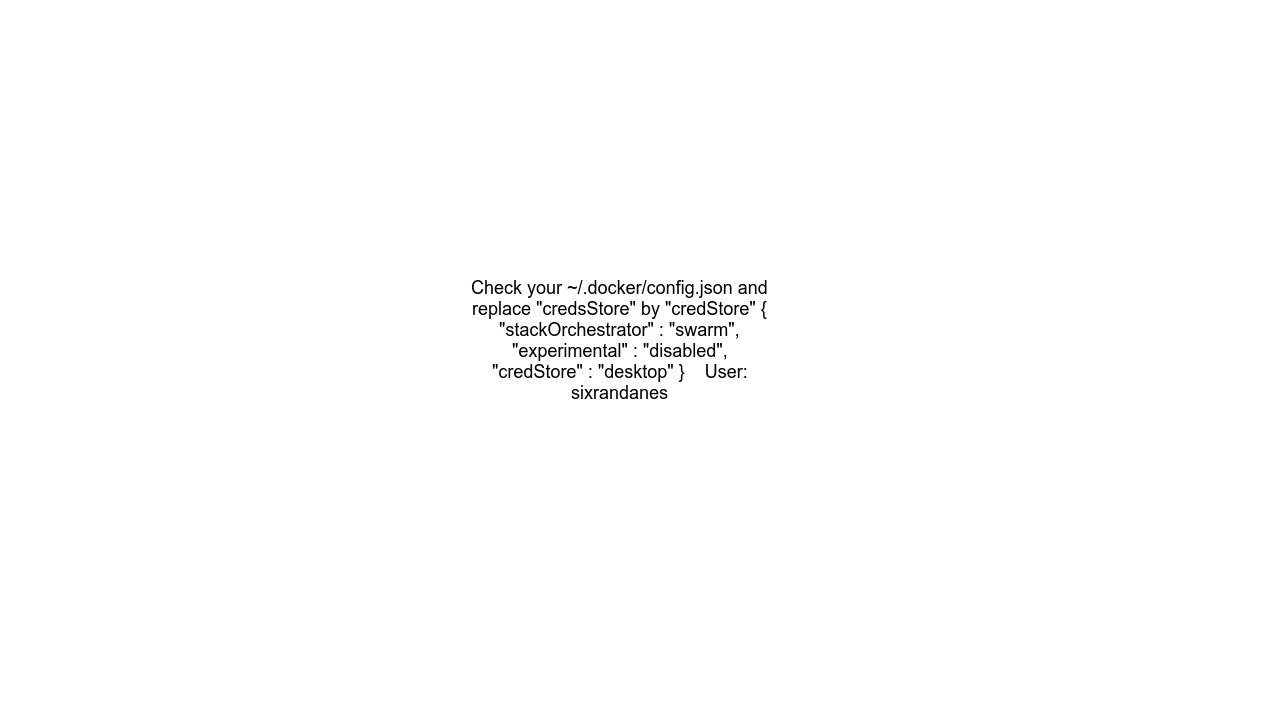 Check your ~/.docker/config.json and
replace "credsStore" by "credStore" {
"stackOrchestrator" : "swarm",
"experimental" : "disabled",
"credStore" : "desktop" }    User:
sixrandanes